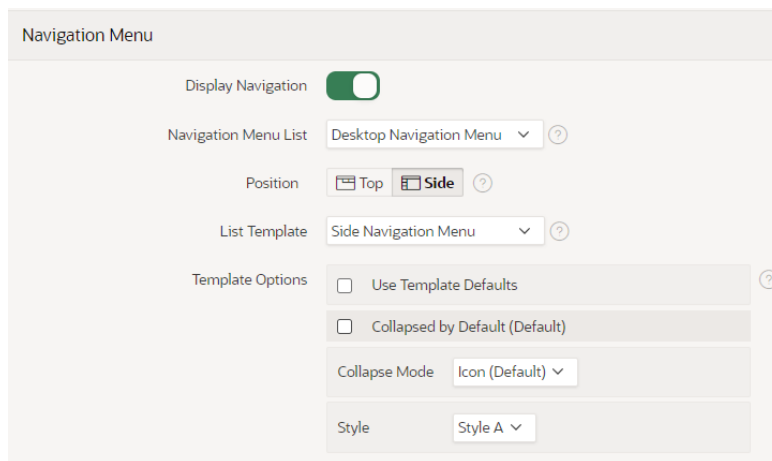 Navigation Menu
Display Navigation
Navigation Menu List Desktop Navigation Menu ?
Position Top Side ?
List Template Side Navigation Menu ?
Template Options Use Template Defaults ?
Collapsed by Default (Default)
Collapse Mode Icon (Default)
Style Style A